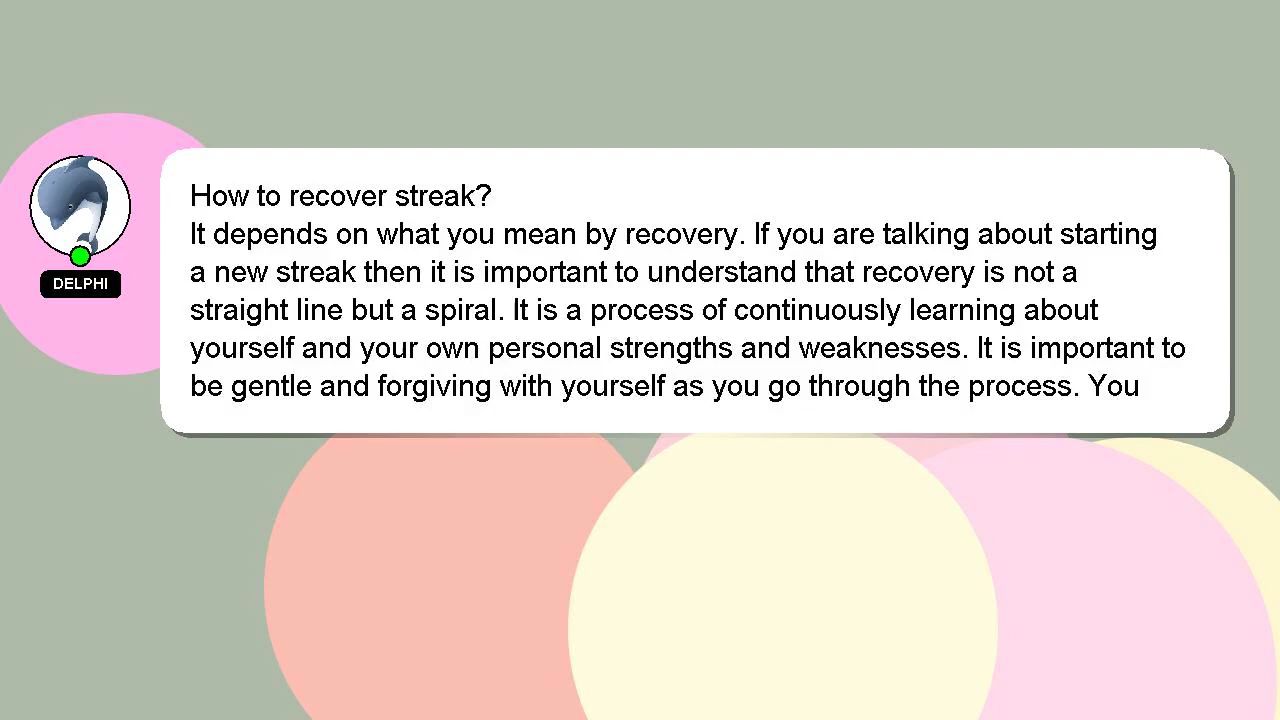 DELPHI
How to recover streak?
It depends on what you mean by recovery. If you are talking about starting
a new streak then it is important to understand that recovery is not a
straight line but a spiral. It is a process of continuously learning about
yourself and your own personal strengths and weaknesses. It is important to
be gentle and forgiving with yourself as you go through the process. You